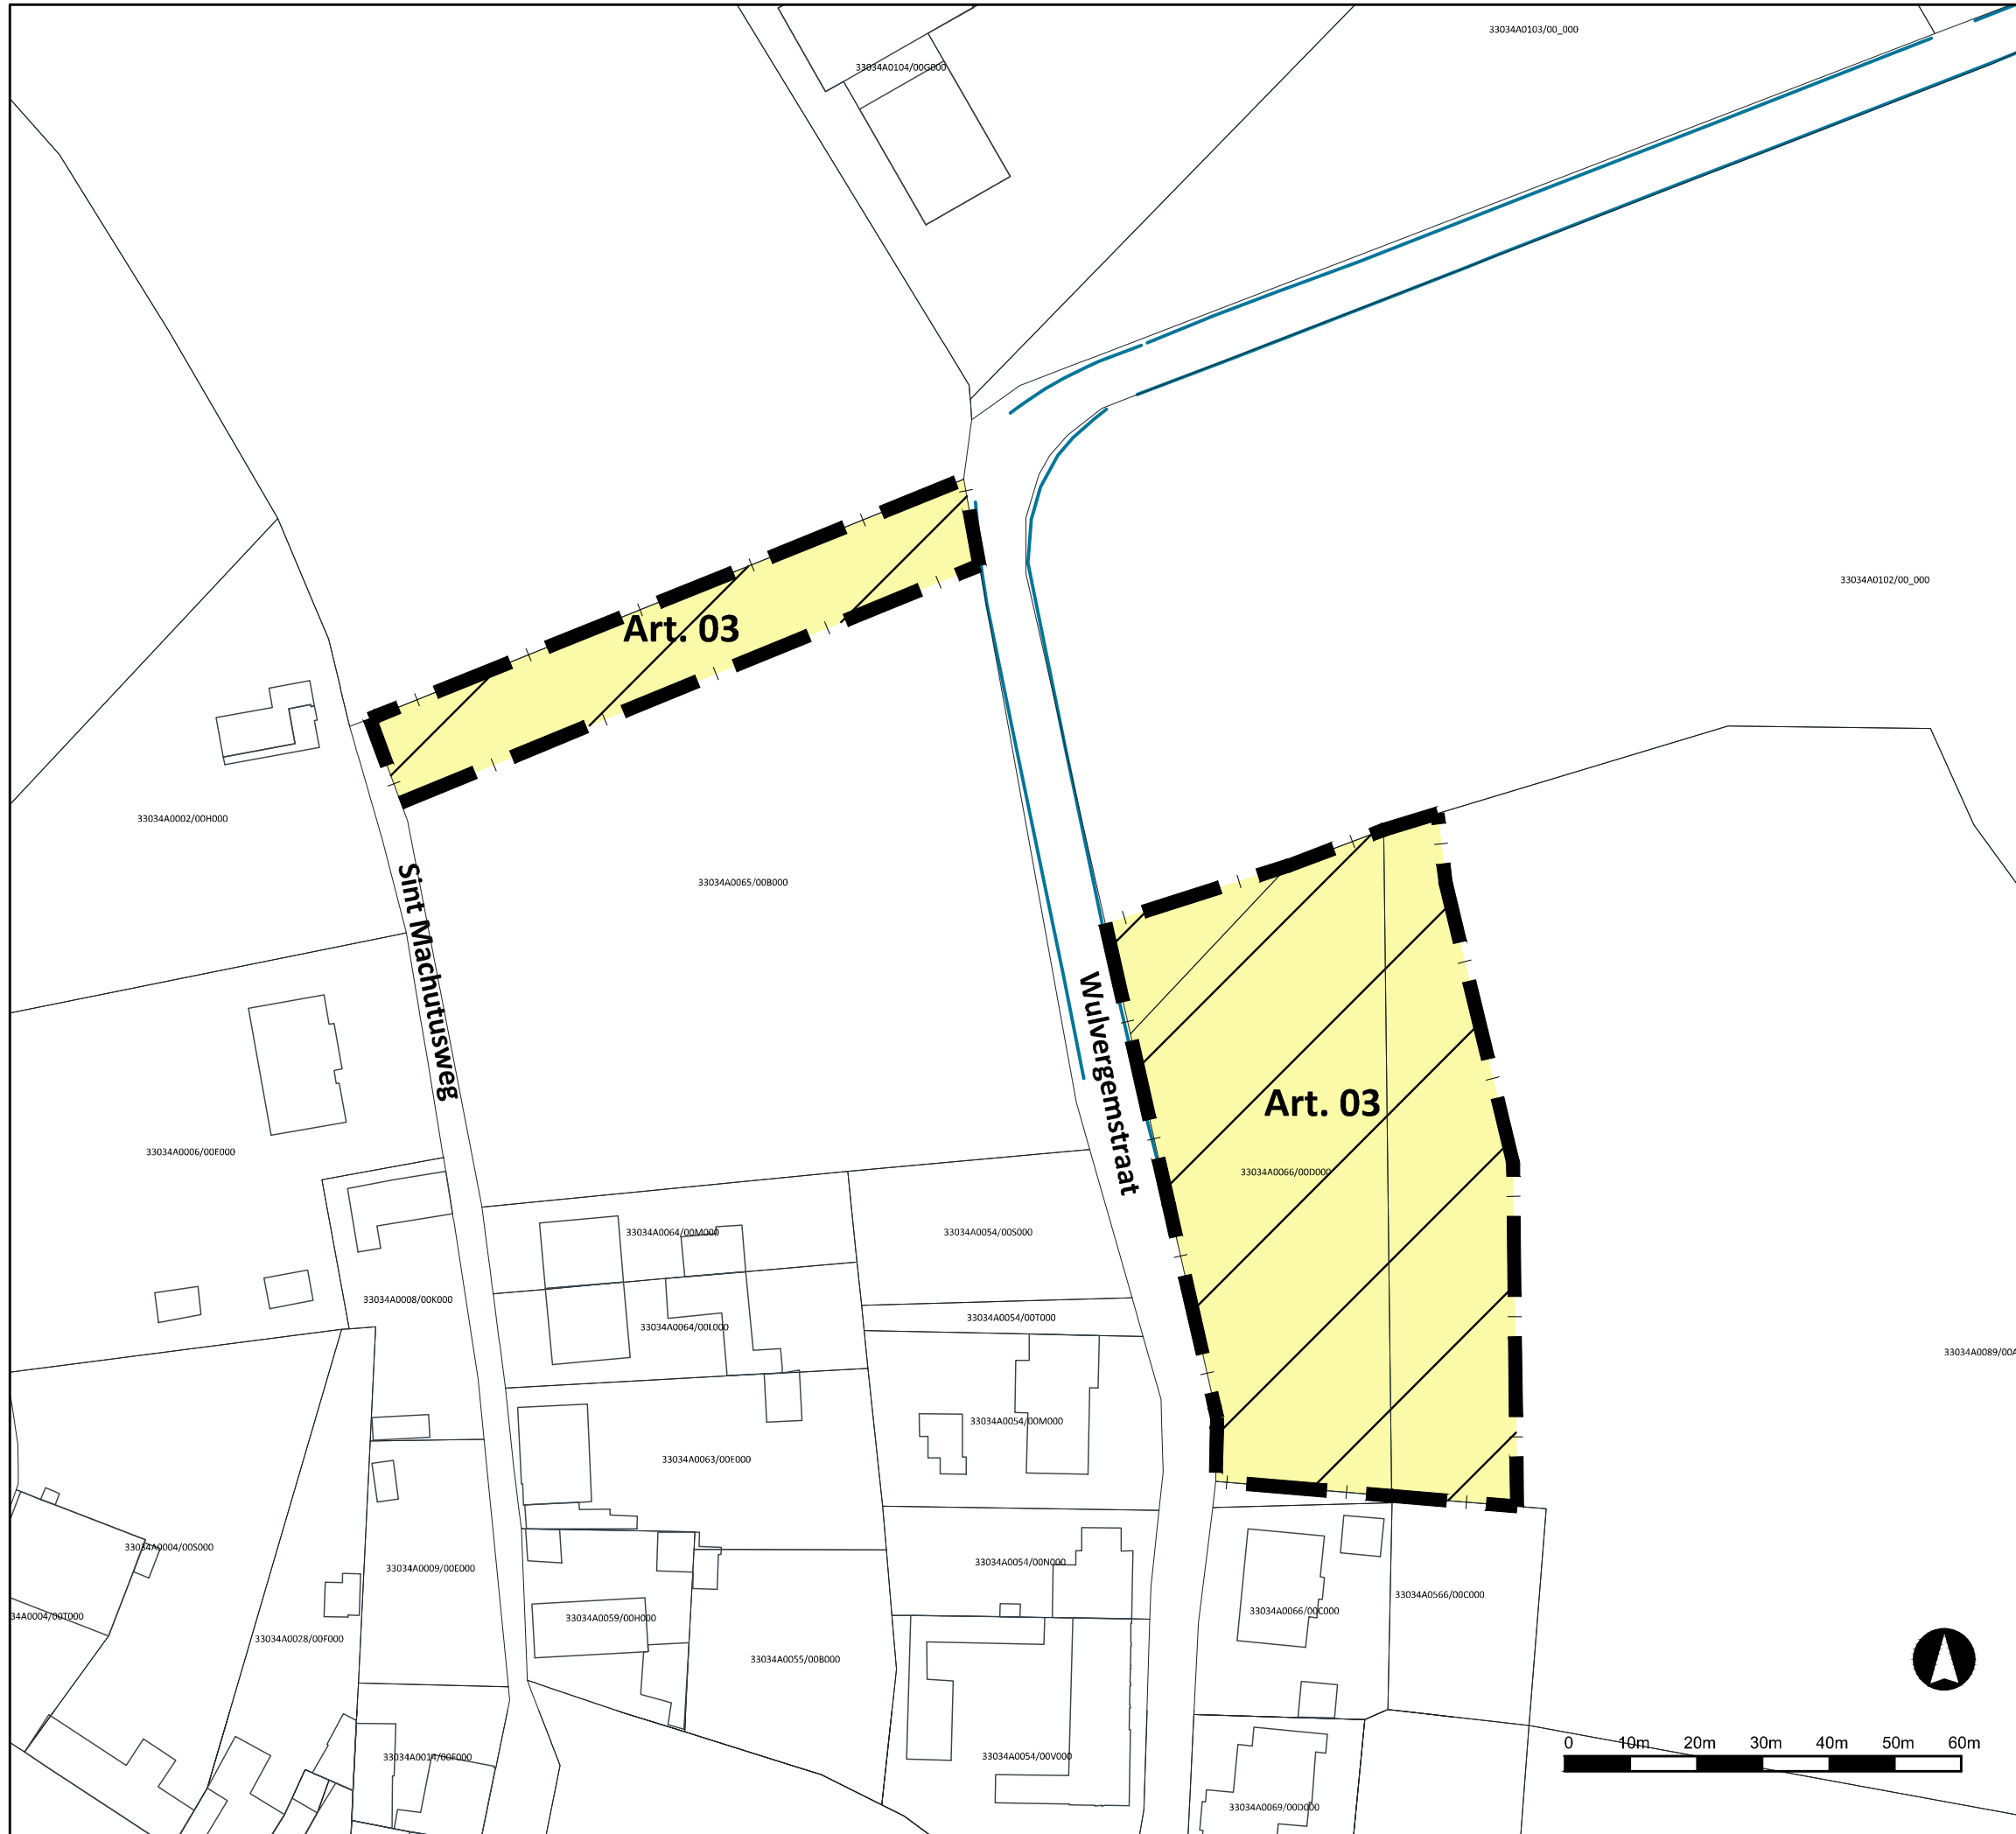 33034A0103/00_000
33034A0104/00G000
33034A0102/00_000
Art. 03
33034A0002/00H000
33034A0065/00B000
Sint Machutusweg
Wulvergemstraat
Art. 03
33034A0006/00E000
33034A0066/00D000
33034A0064/00M000
33034A0054/00S000
33034A0008/00K000
33034A0054/00T000
33034A0064/00L000
33034A0089/00A
33034A0054/00M000
33034A0063/00E000
33034A0004/00S000
33034A0009/00E000
33034A0054/00N000
33034A0566/00C000
34A0004/00T000
33034A0059/00H000
33034A0066/00C000
33034A0028/00F000
33034A0055/00B000
33034A0014/00F000
33034A0054/00V000
0 10m 20m 30m 40m 50m 60m
33034A0069/00D000